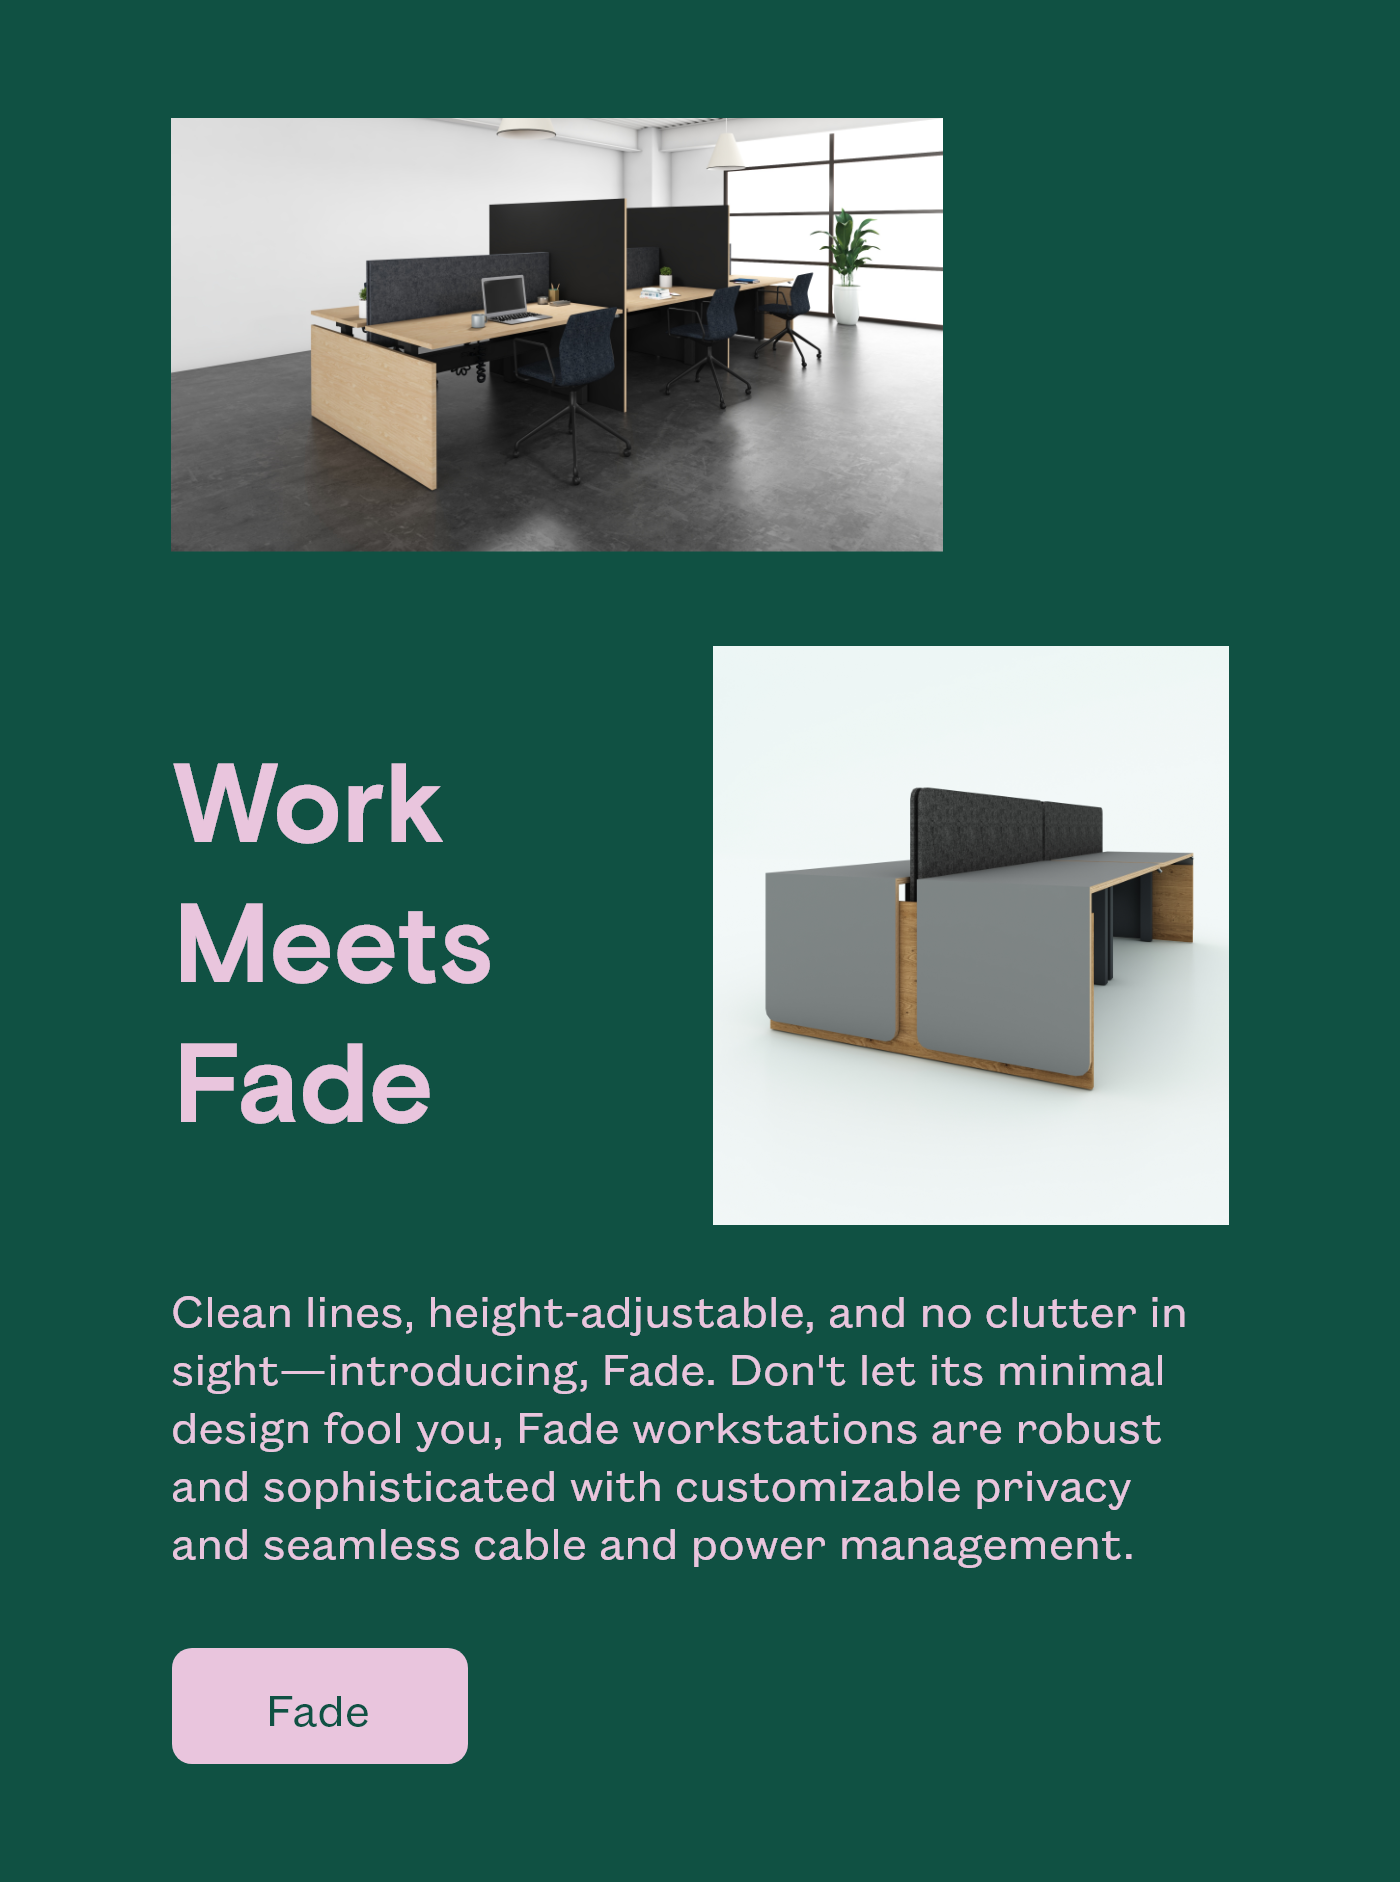 Work
Meets
Fade
Clean lines, height-adjustable, and no clutter in
sight—introducing, Fade. Don't let its minimal
design fool you, Fade workstations are robust
and sophisticated with customizable privacy
and seamless cable and power management.
Fade